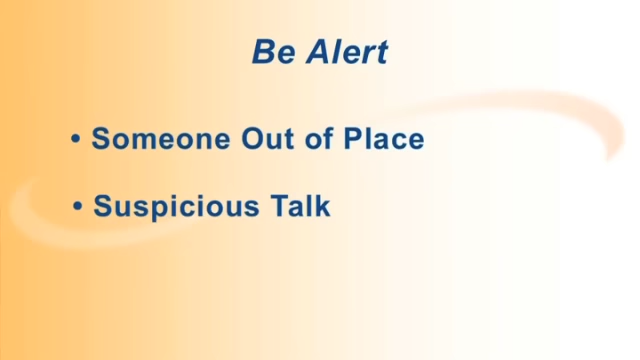 Be Alert
• Someone Out of Place
• Suspicious Talk